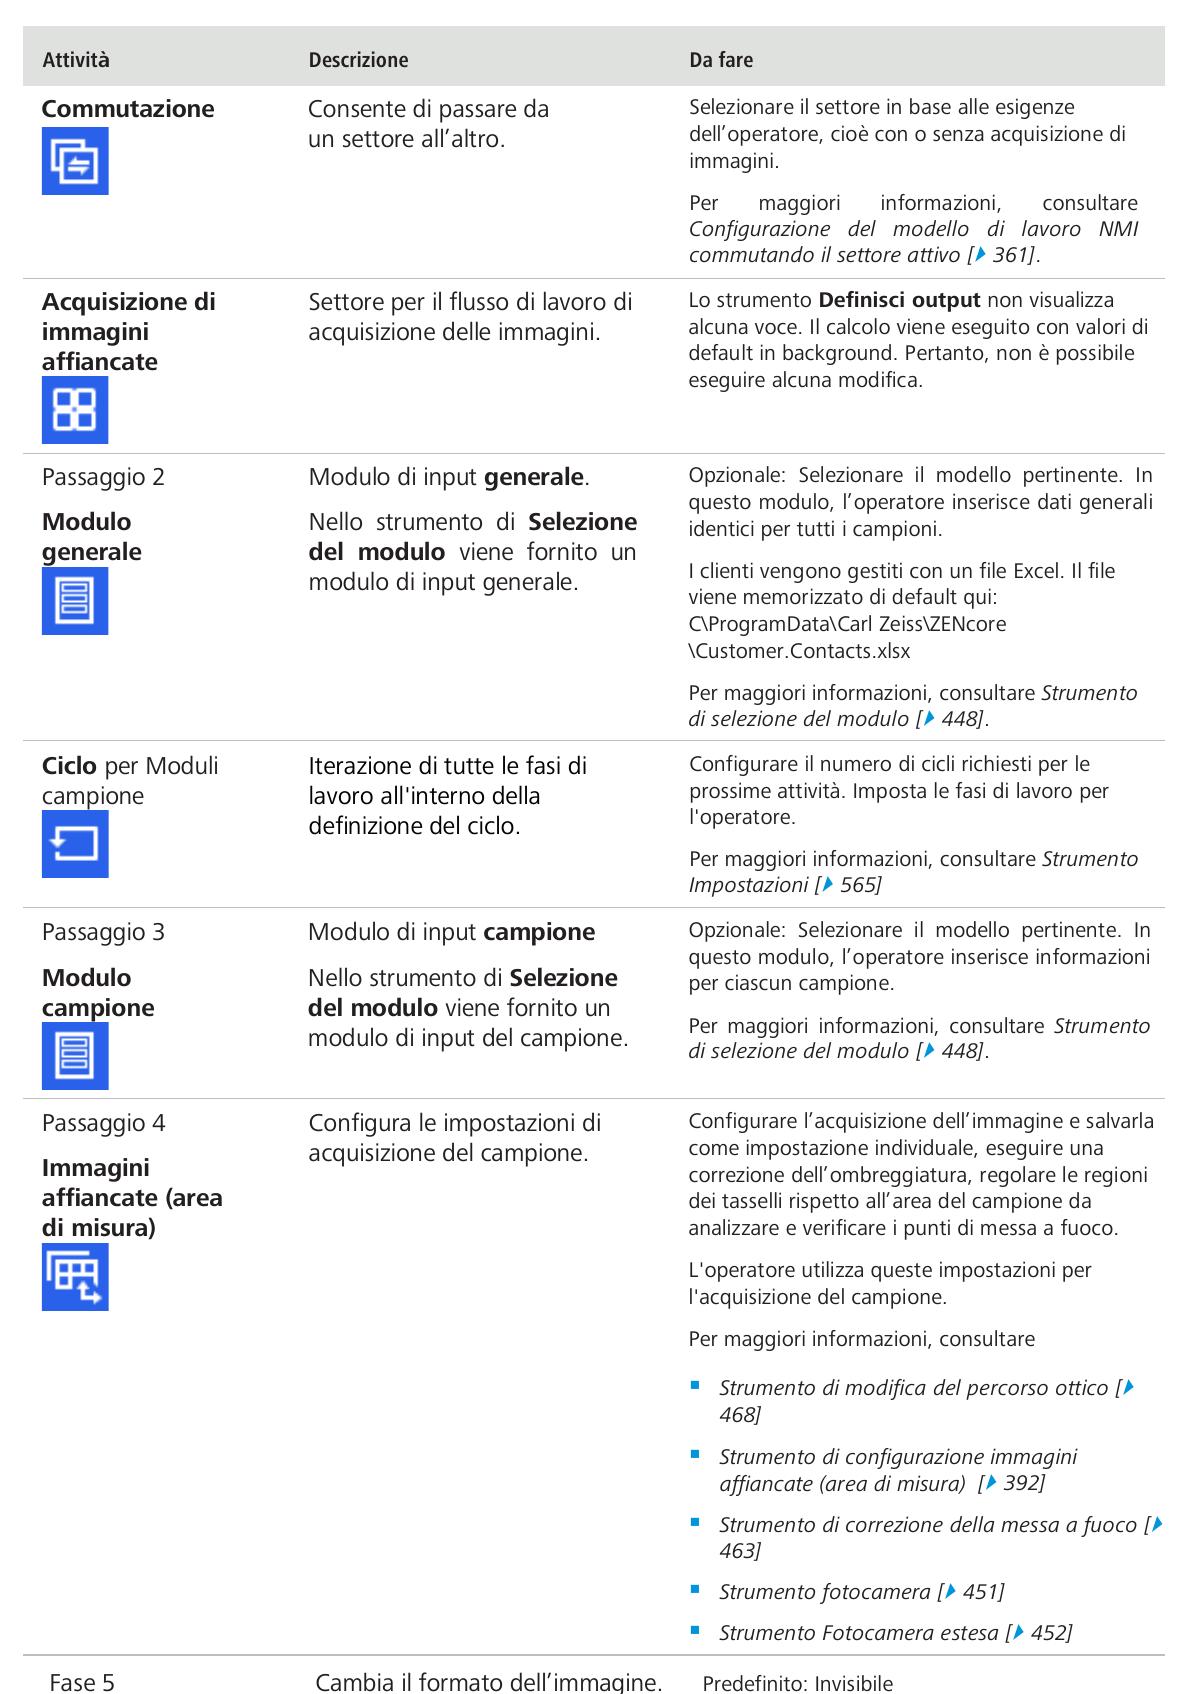 Attività Descrizione Da fare
Commutazione
Consente di passare da
un settore all’altro.
Selezionare il settore in base alle esigenze
dell’operatore, cioè con o senza acquisizione di
immagini.
Per maggiori informazioni, consultare
Configurazione del modello di lavoro NMI
commutando il settore attivo [ 361].
Acquisizione di
immagini
affiancate
Settore per il flusso di lavoro di
acquisizione delle immagini.
Lo strumento Definisci output non visualizza
alcuna voce. Il calcolo viene eseguito con valori di
default in background. Pertanto, non è possibile
eseguire alcuna modifica.
Passaggio 2
Modulo
generale
Modulo di input generale.
Nello strumento di Selezione
del modulo viene fornito un
modulo di input generale.
Opzionale: Selezionare il modello pertinente. In
questo modulo, l’operatore inserisce dati generali
identici per tutti i campioni.
I clienti vengono gestiti con un file Excel. Il file
viene memorizzato di default qui:
C\ProgramData\Carl Zeiss\ZENcore
\Customer.Contacts.xlsx
Per maggiori informazioni, consultare Strumento
di selezione del modulo [ 448].
Ciclo per Moduli
campione
Iterazione di tutte le fasi di
lavoro all'interno della
definizione del ciclo.
Configurare il numero di cicli richiesti per le
prossime attività. Imposta le fasi di lavoro per
l'operatore.
Per maggiori informazioni, consultare Strumento
Impostazioni [ 565]
Passaggio 3
Modulo
campione
Modulo di input campione
Nello strumento di Selezione
del modulo viene fornito un
modulo di input del campione.
Opzionale: Selezionare il modello pertinente. In
questo modulo, l’operatore inserisce informazioni
per ciascun campione.
Per maggiori informazioni, consultare Strumento
di selezione del modulo [ 448].
Passaggio 4
Immagini
affiancate (area
di misura)
Configura le impostazioni di
acquisizione del campione.
Configurare l’acquisizione dell’immagine e salvarla
come impostazione individuale, eseguire una
correzione dell’ombreggiatura, regolare le regioni
dei tasselli rispetto all’area del campione da
analizzare e verificare i punti di messa a fuoco.
L'operatore utilizza queste impostazioni per
l'acquisizione del campione.
Per maggiori informazioni, consultare
Strumento di modifica del percorso ottico [
468]
Strumento di configurazione immagini
affiancate (area di misura) [ 392]
Strumento di correzione della messa a fuoco [
463]
Strumento fotocamera [ 451]
Strumento Fotocamera estesa [ 452]
Fase 5 Cambia il formato dell’immagine. Predefinito: Invisibile